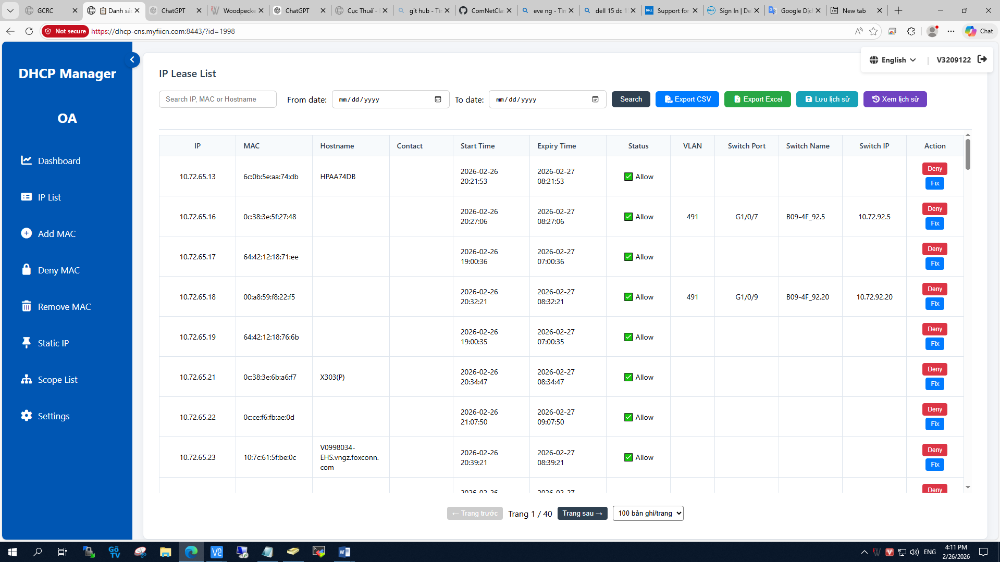 GCRC
Danh sác
ChatGPT
Woodpecke
ChatGPT
Cục Thuế -
git hub - Tìn
ComNetCla
eve ng - Tìn
dell 15 dc 1
Support for
Sign In | De
Google Dịc
New tab
Not secure
https://dhcp-cns.myfiicn.com:8443/?id=1998
Chat
DHCP Manager
OA
Dashboard
IP List
Add MAC
Deny MAC
Remove MAC
Static IP
Scope List
Settings
English
|
V3209122
IP Lease List
Search IP, MAC or Hostname
From date:
mm/dd/yyyy
To date:
mm/dd/yyyy
Search
Export CSV
Export Excel
Lưu lịch sử
Xem lịch sử
IP MAC Hostname Contact Start Time Expiry Time Status VLAN Switch Port Switch Name Switch IP Action
10.72.65.13 6c:0b:5e:aa:74:db HPAA74DB 2026-02-26 20:21:53 2026-02-27 08:21:53 Allow Deny Fix
10.72.65.16 0c:38:3e:5f:27:48 2026-02-26 20:27:06 2026-02-27 08:27:06 Allow 491 G1/0/7 B09-4F_92.5 10.72.92.5 Deny Fix
10.72.65.17 64:42:12:18:71:ee 2026-02-26 19:00:36 2026-02-27 07:00:36 Allow Deny Fix
10.72.65.18 00:a8:59:f8:22:f5 2026-02-26 20:32:21 2026-02-27 08:32:21 Allow 491 G1/0/9 B09-4F_92.20 10.72.92.20 Deny Fix
10.72.65.19 64:42:12:18:76:6b 2026-02-26 19:00:35 2026-02-27 07:00:35 Allow Deny Fix
10.72.65.21 0c:38:3e:6b:a6:f7 X303(P) 2026-02-26 20:34:47 2026-02-27 08:34:47 Allow Deny Fix
10.72.65.22 0c:ce:f6:fb:ae:0d 2026-02-26 21:07:50 2026-02-27 09:07:50 Allow Deny Fix
10.72.65.23 10:7c:61:5f:be:0c V0998034-EHS.vngz.foxconn.com 2026-02-26 20:39:21 2026-02-27 08:39:21 Allow Deny Fix
2026-02-26 2026-02-27 Deny
← Trang trước
Trang 1 / 40
Trang sau →
100 bản ghi/trang
Gõ
TV
ENG
4:11 PM
2/26/2026